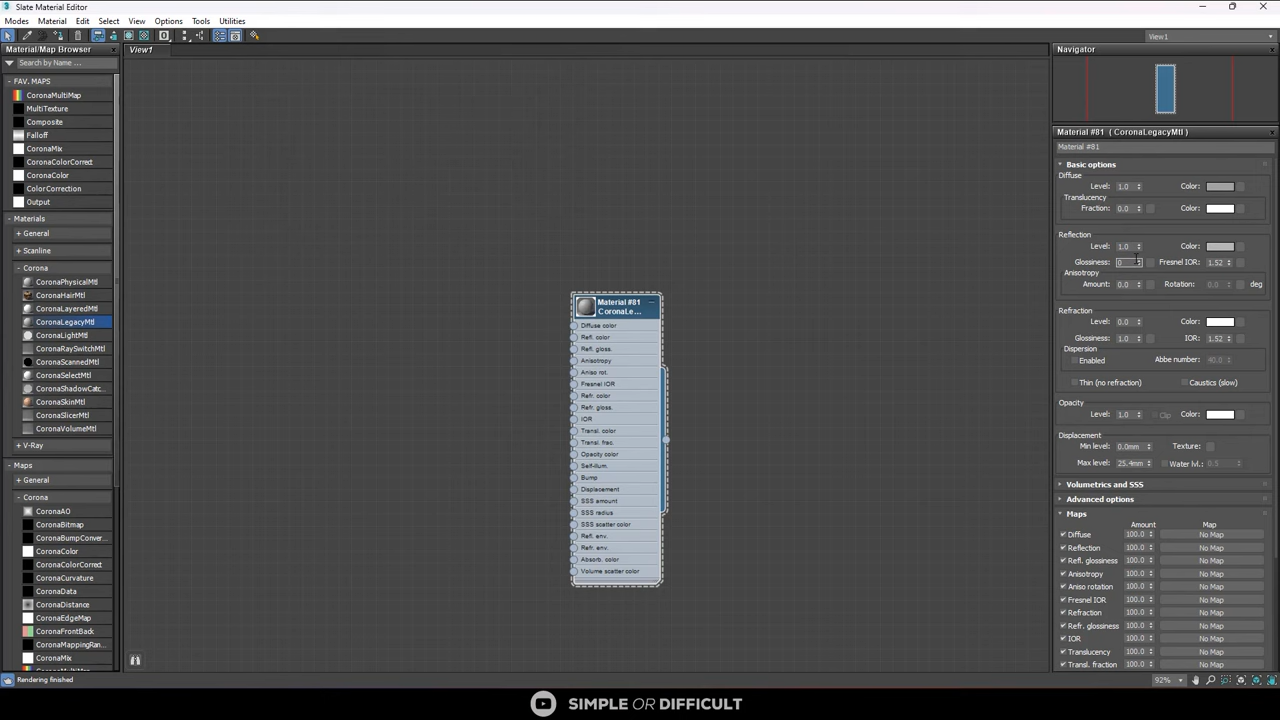 Slate Material Editor
Modes Material Edit Select View Options Tools Utilities
View1
Material/Map Browser
View1
Navigator
Search by Name ...
- FAV. MAPS
CoronaMultiMap
MultiTexture
Composite
Falloff
CoronaMix
CoronaColorCorrect
CoronaColor
ColorCorrection
Output
- Materials
+ General
+ Scanline
- Corona
CoronaPhysicalMtl
CoronaHairMtl
CoronaLayeredMtl
CoronaLegacyMtl
CoronaLightMtl
CoronaRaySwitchMtl
CoronaScannedMtl
CoronaSelectMtl
CoronaShadowCatc...
CoronaSkinMtl
CoronaSlicerMtl
CoronaVolumeMtl
+ V-Ray
- Maps
+ General
- Corona
CoronaAO
CoronaBitmap
CoronaBumpConver...
CoronaColor
CoronaColorCorrect
CoronaCurvature
CoronaData
CoronaDistance
CoronaEdgeMap
CoronaFrontBack
CoronaMappingRan...
CoronaMix
Rendering finished
Material #81
CoronaLe...
Diffuse color
Refl. color
Refl. gloss.
Anisotropy
Aniso rot.
Fresnel IOR
Refr. color
Refr. gloss.
IOR
Transl. color
Transl. frac.
Opacity color
Self-illum.
Bump
Displacement
SSS amount
SSS radius
SSS scatter color
Refl. env.
Refr. env.
Absorb. color
Volume scatter color
Material #81 ( CoronaLegacyMtl )
Material #81
Basic options
Diffuse
Level: 1.0 Color:
Translucency
Fraction: 0.0 Color:
Reflection
Level: 1.0 Color:
Glossiness: 0 Fresnel IOR: 1.52
Anisotropy
Amount: 0.0 Rotation: 0.0 deg
Refraction
Level: 0.0 Color:
Glossiness: 1.0 IOR: 1.52
Dispersion
Enabled Abbe number: 40.0
Thin (no refraction) Caustics (slow)
Opacity
Level: 1.0 Clip Color:
Displacement
Min level: 0.0mm Texture:
Max level: 25.4mm Water lvl.: 0.5
Volumetrics and SSS
Advanced options
Maps
Amount Map
Diffuse 100.0 No Map
Reflection 100.0 No Map
Refl. glossiness 100.0 No Map
Anisotropy 100.0 No Map
Aniso rotation 100.0 No Map
Fresnel IOR 100.0 No Map
Refraction 100.0 No Map
Refr. glossiness 100.0 No Map
IOR 100.0 No Map
Translucency 100.0 No Map
Transl. fraction 100.0 No Map
92%
SIMPLE OR DIFFICULT